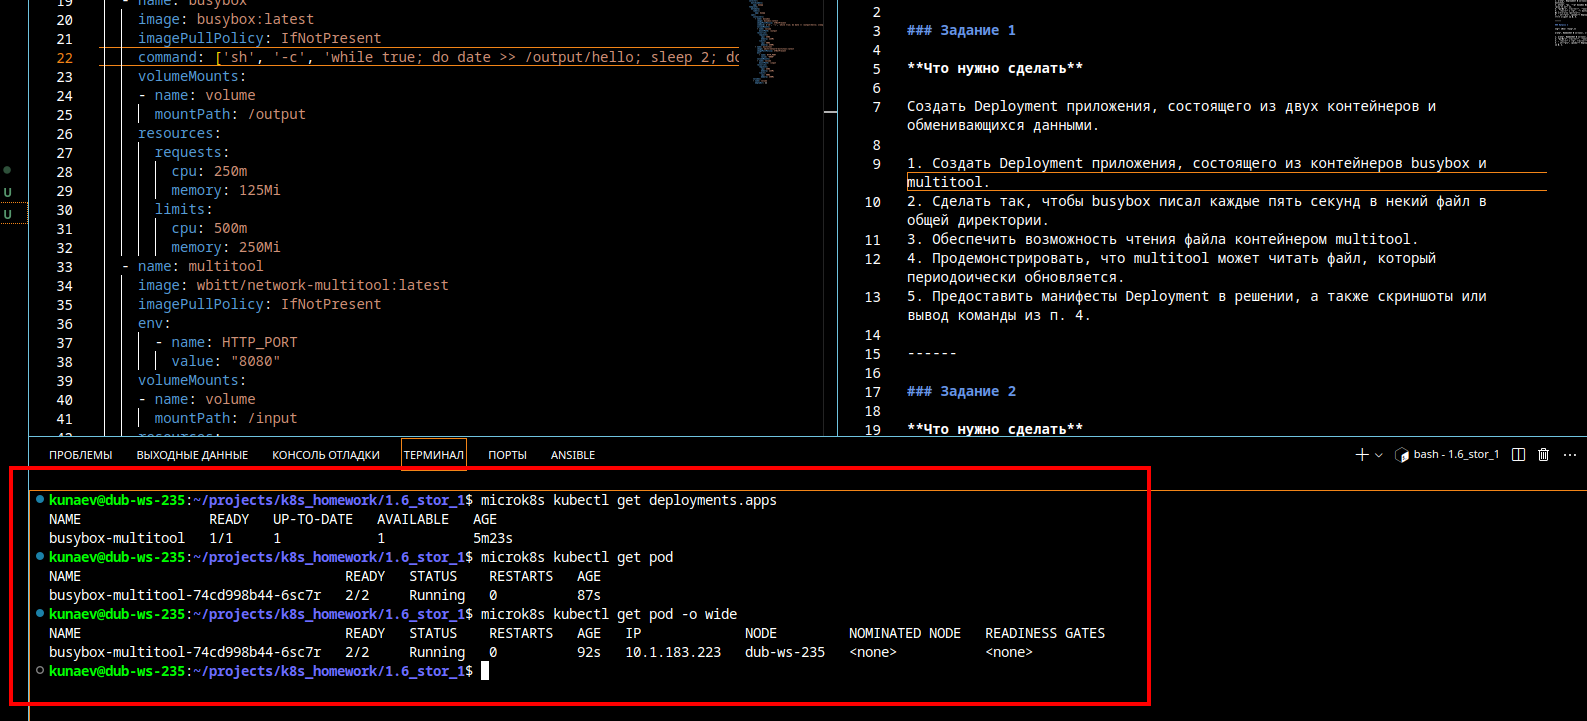 19 - name: busybox
20 image: busybox:latest
21 imagePullPolicy: IfNotPresent
22 command: ['sh', '-c', 'while true; do date >> /output/hello; sleep 2; do
23 volumeMounts:
24 - name: volume
25 mountPath: /output
26 resources:
27 requests:
28 cpu: 250m
29 memory: 125Mi
30 limits:
31 cpu: 500m
32 memory: 250Mi
33 - name: multitool
34 image: wbitt/network-multitool:latest
35 imagePullPolicy: IfNotPresent
36 env:
37 - name: HTTP_PORT
38 value: "8080"
39 volumeMounts:
40 - name: volume
41 mountPath: /input
U
U
2
3 ### Задание 1
4
5 **Что нужно сделать**
6
7 Создать Deployment приложения, состоящего из двух контейнеров и
обменивающихся данными.
8
9 1. Создать Deployment приложения, состоящего из контейнеров busybox и
multitool.
10 2. Сделать так, чтобы busybox писал каждые пять секунд в некий файл в
общей директории.
11 3. Обеспечить возможность чтения файла контейнером multitool.
12 4. Продемонстрировать, что multitool может читать файл, который
периодоически обновляется.
13 5. Предоставить манифесты Deployment в решении, а также скриншоты или
вывод команды из п. 4.
14
15 ------
16
17 ### Задание 2
18
19 **Что нужно сделать**
ПРОБЛЕМЫ ВЫХОДНЫЕ ДАННЫЕ КОНСОЛЬ ОТЛАДКИ ТЕРМИНАЛ ПОРТЫ ANSIBLE
bash - 1.6_stor_1
kunaev@dub-ws-235:~/projects/k8s_homework/1.6_stor_1$ microk8s kubectl get deployments.apps
NAME READY UP-TO-DATE AVAILABLE AGE
busybox-multitool 1/1 1 1 5m23s
kunaev@dub-ws-235:~/projects/k8s_homework/1.6_stor_1$ microk8s kubectl get pod
NAME READY STATUS RESTARTS AGE
busybox-multitool-74cd998b44-6sc7r 2/2 Running 0 87s
kunaev@dub-ws-235:~/projects/k8s_homework/1.6_stor_1$ microk8s kubectl get pod -o wide
NAME READY STATUS RESTARTS AGE IP NODE NOMINATED NODE READINESS GATES
busybox-multitool-74cd998b44-6sc7r 2/2 Running 0 92s 10.1.183.223 dub-ws-235 <none> <none>
kunaev@dub-ws-235:~/projects/k8s_homework/1.6_stor_1$